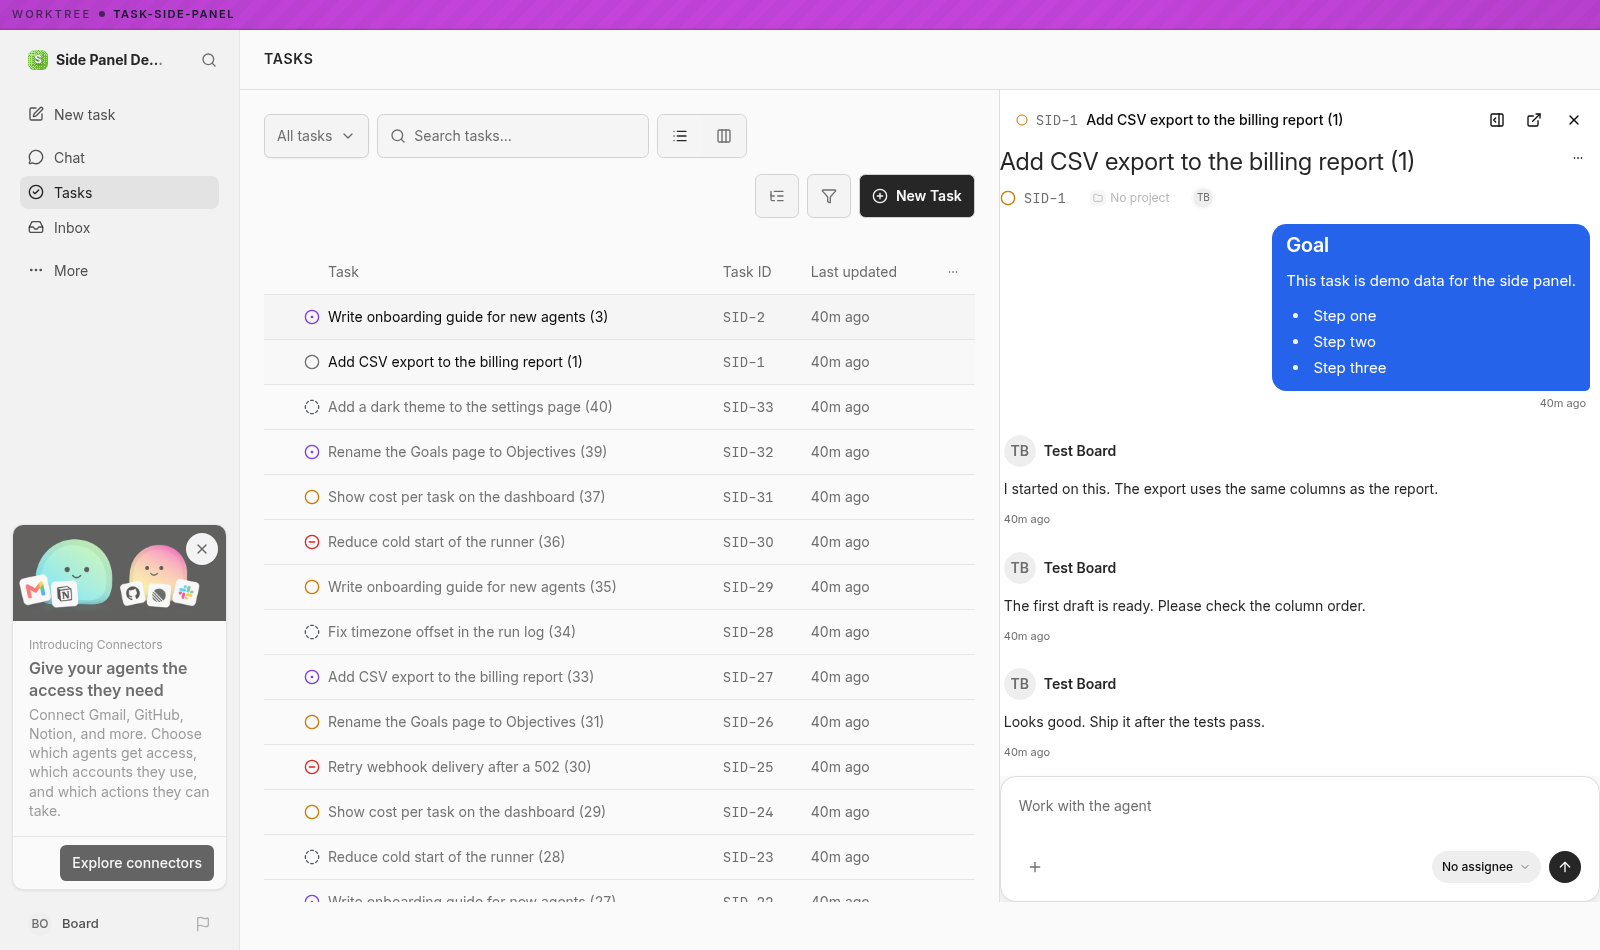 WORKTREE • TASK-SIDE-PANEL
S Side Panel De...
New task
Chat
Tasks
Inbox
More
Introducing Connectors
Give your agents the
access they need
Connect Gmail, GitHub,
Notion, and more. Choose
which agents get access,
which accounts they use,
and which actions they can
take.
Explore connectors
BO Board
TASKS
All tasks
Search tasks...
New Task
Task Task ID Last updated ...
Write onboarding guide for new agents (3) SID-2 40m ago
Add CSV export to the billing report (1) SID-1 40m ago
Add a dark theme to the settings page (40) SID-33 40m ago
Rename the Goals page to Objectives (39) SID-32 40m ago
Show cost per task on the dashboard (37) SID-31 40m ago
Reduce cold start of the runner (36) SID-30 40m ago
Write onboarding guide for new agents (35) SID-29 40m ago
Fix timezone offset in the run log (34) SID-28 40m ago
Add CSV export to the billing report (33) SID-27 40m ago
Rename the Goals page to Objectives (31) SID-26 40m ago
Retry webhook delivery after a 502 (30) SID-25 40m ago
Show cost per task on the dashboard (29) SID-24 40m ago
Reduce cold start of the runner (28) SID-23 40m ago
Write onboarding guide for new agents (27) SID-22 40m ago
SID-1 Add CSV export to the billing report (1)
Add CSV export to the billing report (1) ...
SID-1 No project TB
Goal
This task is demo data for the side panel.
• Step one
• Step two
• Step three
40m ago
TB Test Board
I started on this. The export uses the same columns as the report.
40m ago
TB Test Board
The first draft is ready. Please check the column order.
40m ago
TB Test Board
Looks good. Ship it after the tests pass.
40m ago
Work with the agent
No assignee